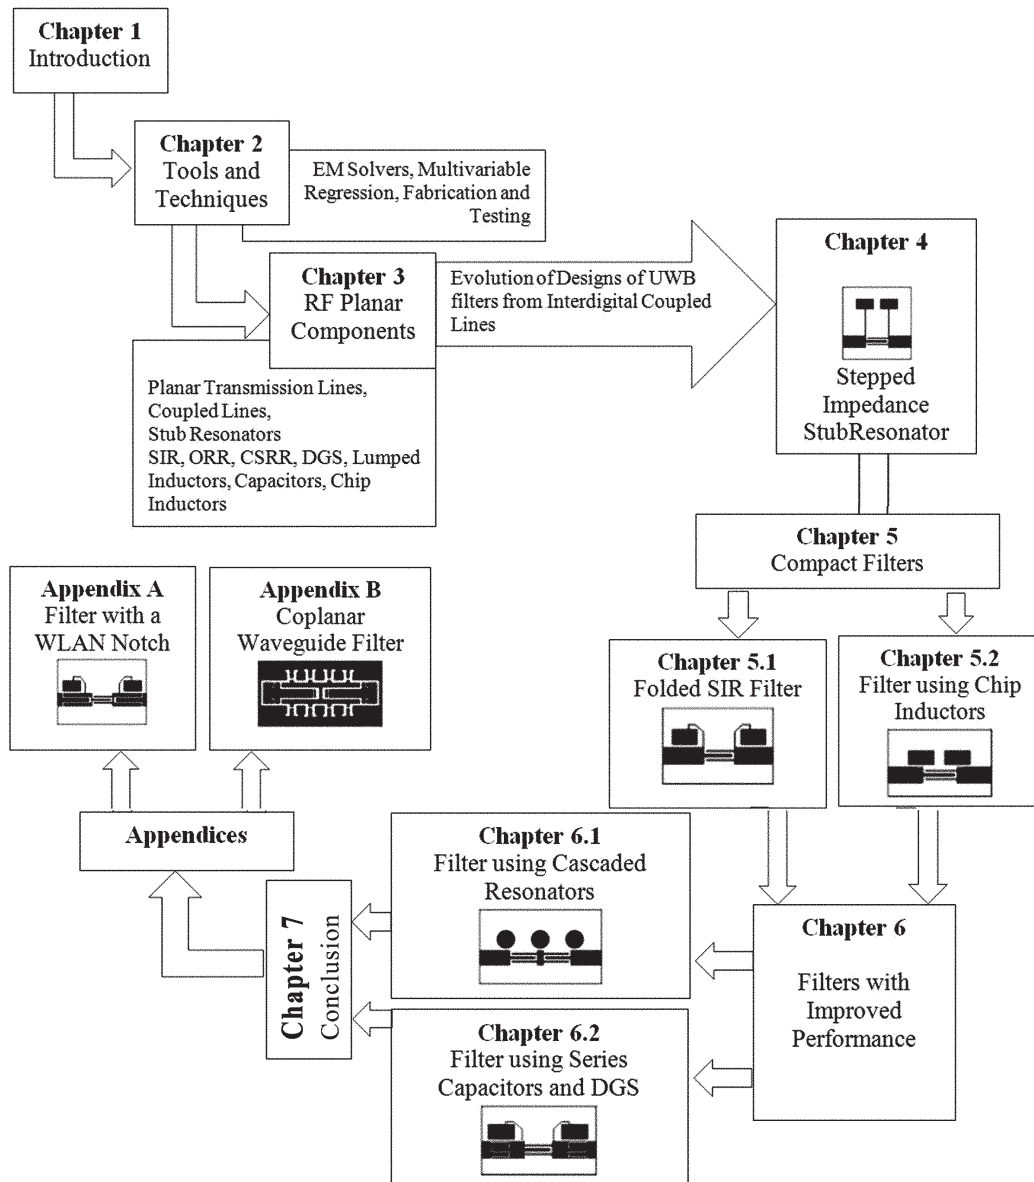 Chapter 1
Introduction
Chapter 2
Tools and
Techniques
EM Solvers, Multivariable
Regression, Fabrication and
Testing
Chapter 3
RF Planar
Components
Evolution of Designs of UWB
filters from Interdigital Coupled
Lines
Chapter 4
Stepped
Impedance
StubResonator
Planar Transmission Lines,
Coupled Lines,
Stub Resonators
SIR, ORR, CSRR, DGS, Lumped
Inductors, Capacitors, Chip
Inductors
Chapter 5
Compact Filters
Chapter 5.1
Folded SIR Filter
Chapter 5.2
Filter using Chip
Inductors
Chapter 6
Filters with
Improved
Performance
Chapter 6.1
Filter using Cascaded
Resonators
Chapter 6.2
Filter using Series
Capacitors and DGS
Chapter 7
Conclusion
Appendices
Appendix A
Filter with a
WLAN Notch
Appendix B
Coplanar
Waveguide Filter